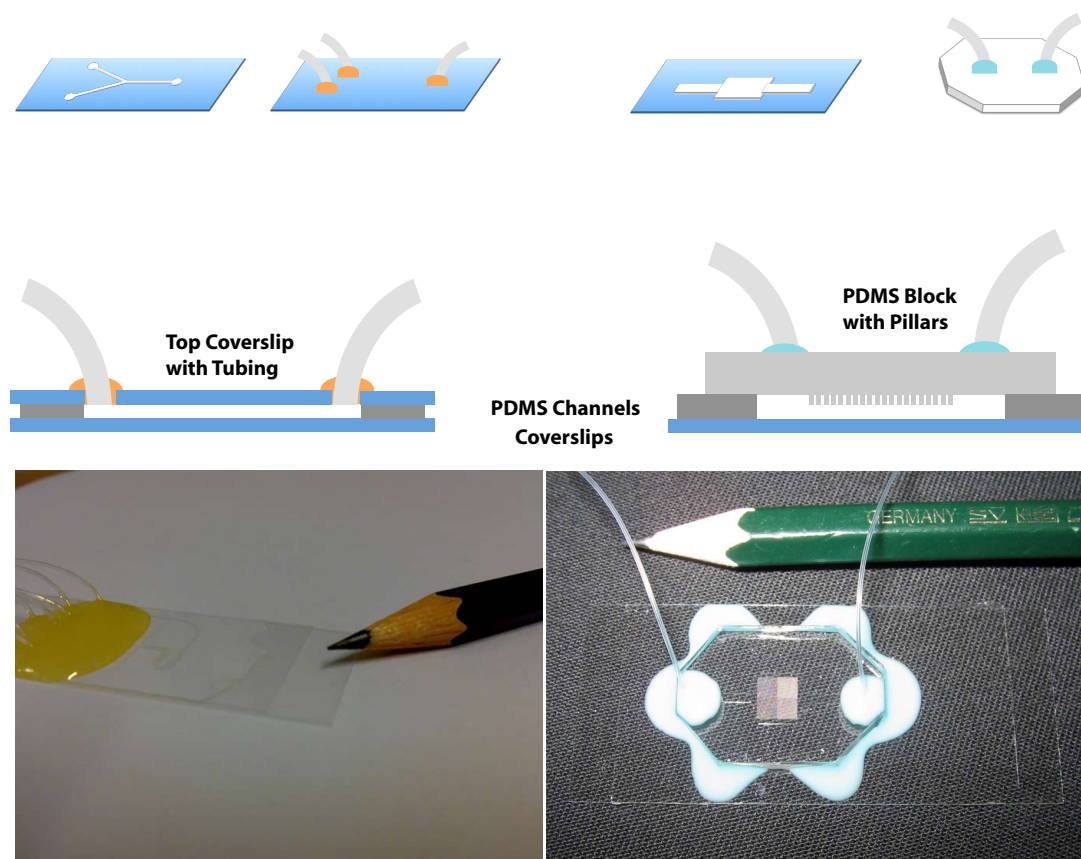 Top Coverslip
with Tubing
PDMS Block
with Pillars
PDMS Channels
Coverslips
GERMANY